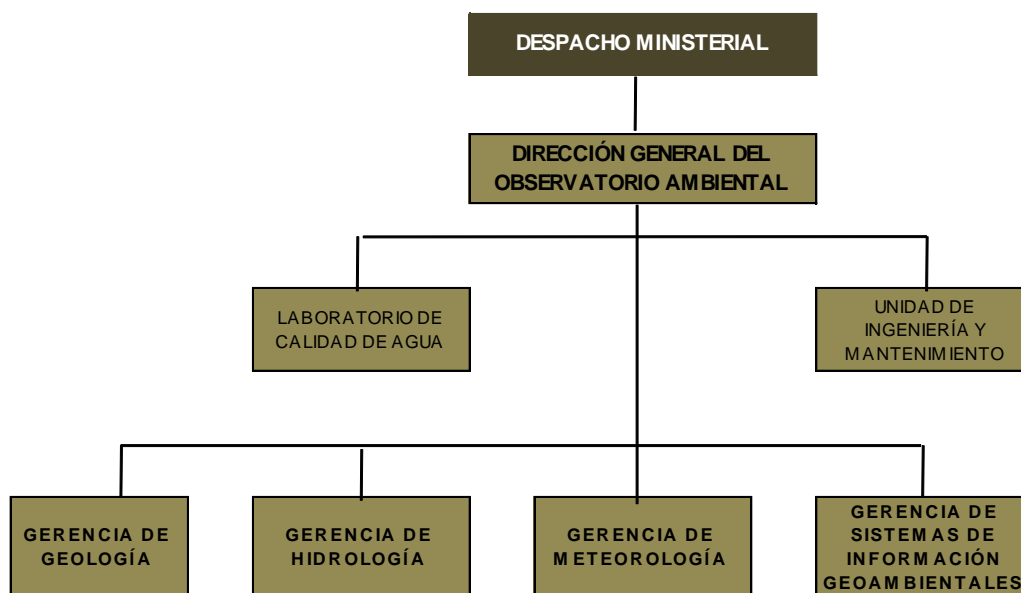 DESPACHO MINISTERIAL
DIRECCIÓN GENERAL DEL
OBSERVATORIO AMBIENTAL
LABORATORIO DE
CALIDAD DE AGUA
UNIDAD DE
INGENIERÍA Y
MANTENIMIENTO
GERENCIA DE
GEOLOGÍA
GERENCIA DE
HIDROLOGÍA
GERENCIA DE
METEOROLOGÍA
GERENCIA DE
SISTEMAS DE
INFORMACIÓN
GEOAMBIENTALES